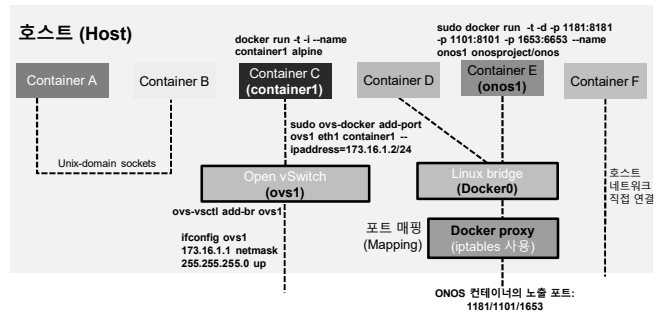 호스트 (Host)
docker run -t -i --name
container1 alpine
sudo docker run -t -d -p 1181:8181
-p 1101:8101 -p 1653:6653 --name
onos1 onosproject/onos
Container A
Container B
Container C
(container1)
Container D
Container E
(onos1)
Container F
sudo ovs-docker add-port
ovs1 eth1 container1 --
ipaddress=173.16.1.2/24
Unix-domain sockets
Open vSwitch
(ovs1)
Linux bridge
(Docker0)
호스트
네트워크
직접 연결
ovs-vsctl add-br ovs1
ifconfig ovs1
173.16.1.1 netmask
255.255.255.0 up
포트 매핑
(Mapping)
Docker proxy
(iptables 사용)
ONOS 컨테이너의 노출 포트:
1181/1101/1653